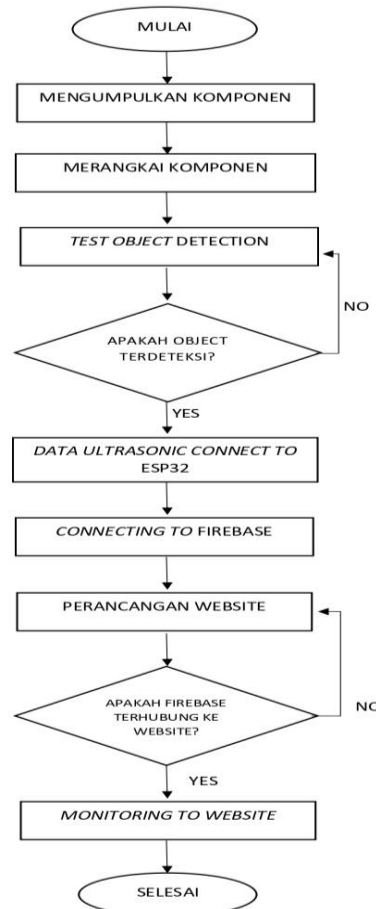 MULAI
MENGUMPULKAN KOMPONEN
MERANGKAI KOMPONEN
TEST OBJECT DETECTION
NO
APAKAH OBJECT
TERDETEKSI?
YES
DATA ULTRASONIC CONNECT TO
ESP32
CONNECTING TO FIREBASE
PERANCANGAN WEBSITE
APAKAH FIREBASE
TERHUBUNG KE
WEBSITE?
NO
YES
MONITORING TO WEBSITE
SELESAI